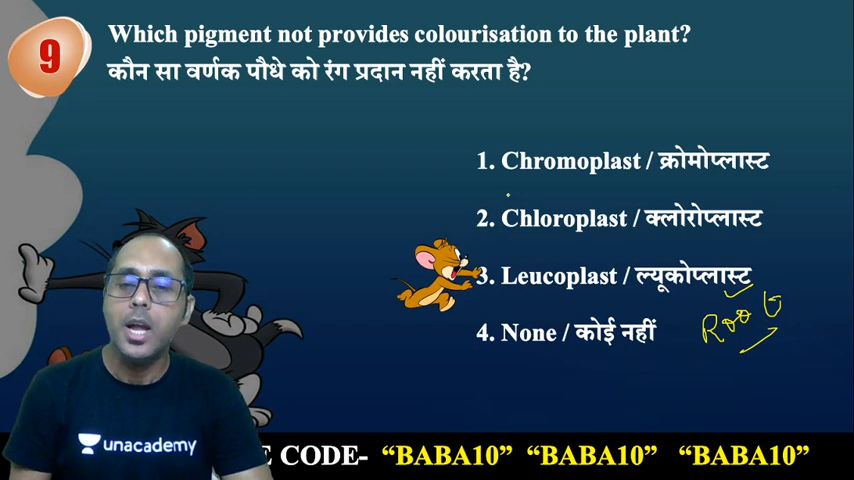 9
Which pigment not provides colourisation to the plant?
कौन सा वर्णक पौधे को रंग प्रदान नहीं करता है?
1. Chromoplast / क्रोमोप्लास्ट
2. Chloroplast / क्लोरोप्लास्ट
3. Leucoplast / ल्यूकोप्लास्ट
4. None / कोई नहीं
Root
unacademy
E CODE- “BABA10” “BABA10” “BABA10”